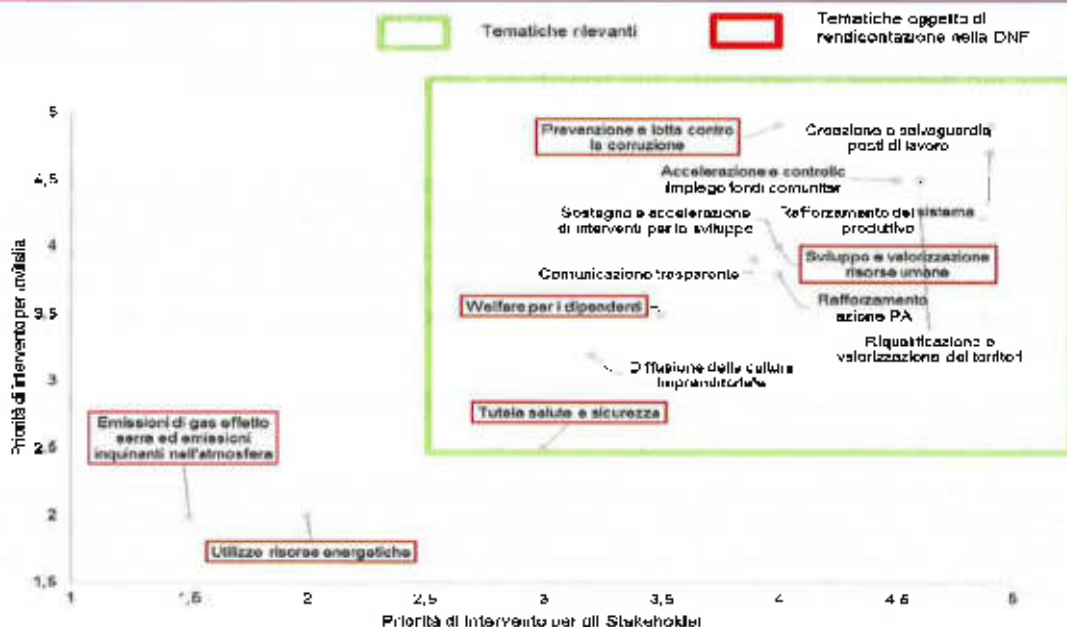 Tematiche rilevanti
Tematiche oggetto di
rendicontazione nella DNF
Priorità di intervento per Invitalia
5
4,5
4
3,5
3
2,5
2
1,5
Prevenzione e lotta contro
la corruzione
Creazione e salvaguardia
posti di lavoro
Accelerazione e controllo
impiego fondi comunitari
Sostegno e accelerazione
di interventi per lo sviluppo
Rafforzamento del sistema
produttivo
Sviluppo e valorizzazione
risorse umane
Comunicazione trasparente
Welfare per i dipendenti
Rafforzamento
azione PA
Riqualificazione e
valorizzazione dei territori
Diffusione della cultura
imprenditoriale
Tutela salute e sicurezza
Emissioni di gas effetto
serra ed emissioni
inquinanti nell'atmosfera
Utilizzo risorse energetiche
1
1,5
2
2,5
3
3,5
4
4,5
5
Priorità di intervento per gli Stakeholder